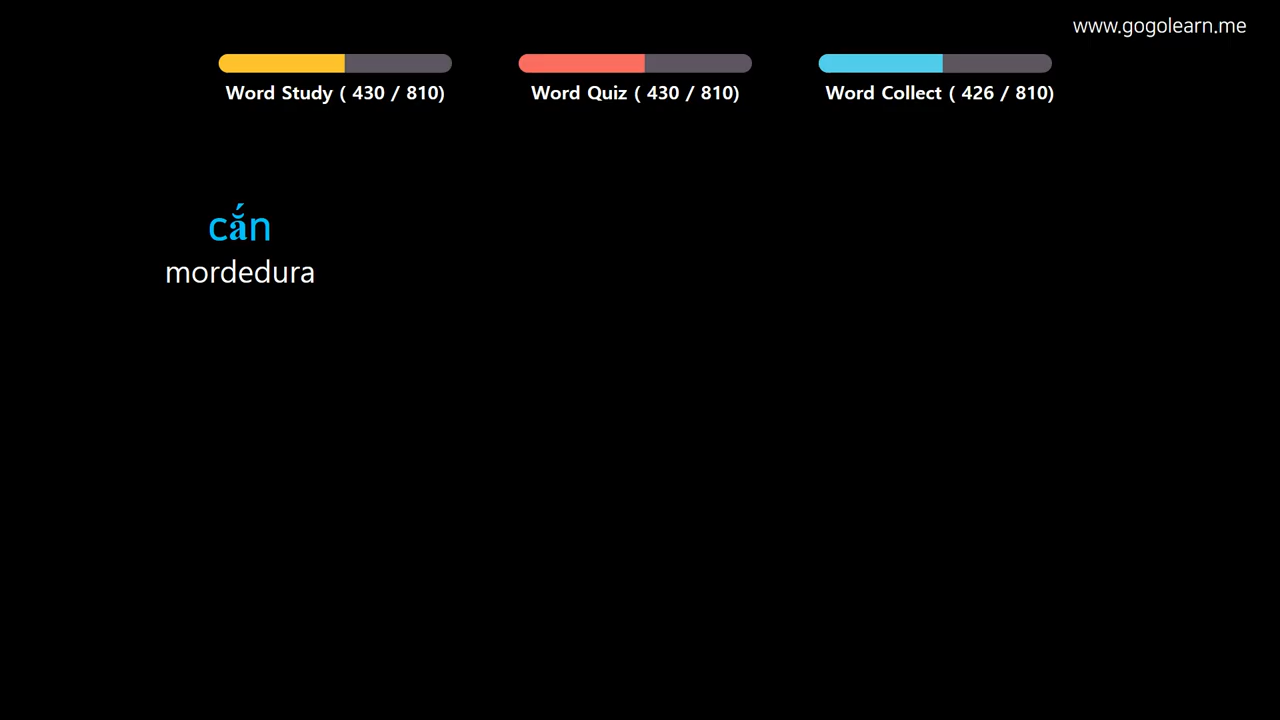 www.gogolearn.me
Word Study ( 430 / 810)
Word Quiz ( 430 / 810)
Word Collect ( 426 / 810)
cắn
mordedura